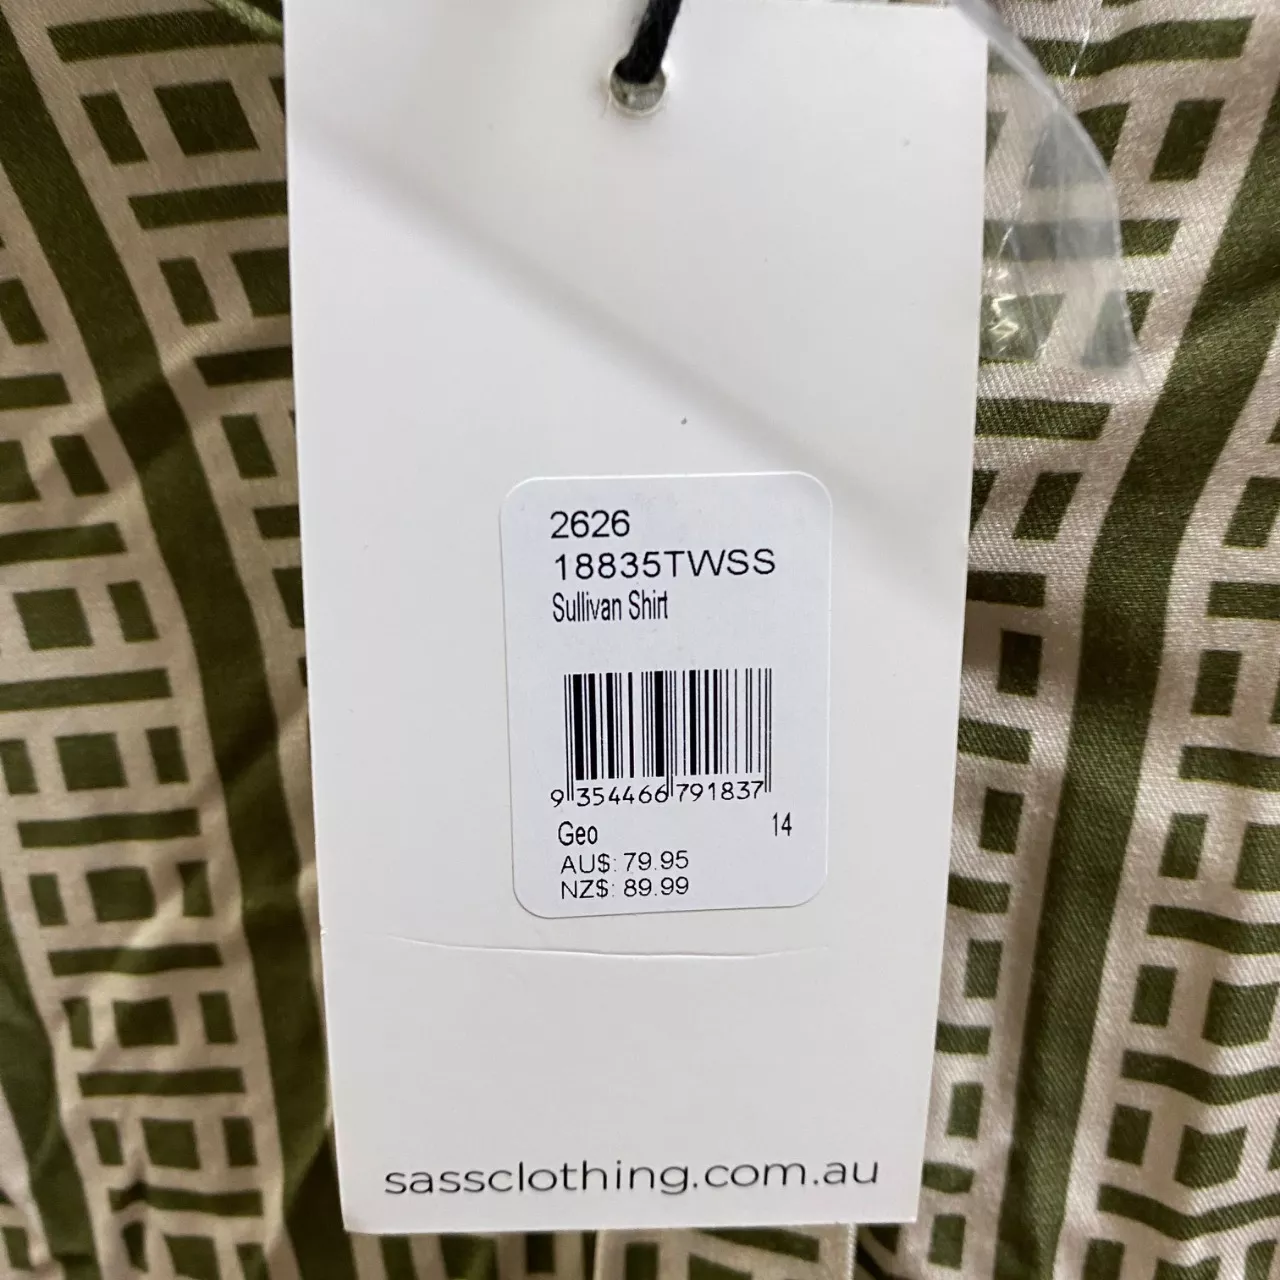 2626
18835TWSS
Sullivan Shirt
9 354466 791837
Geo 14
AU$: 79.95
NZ$: 89.99
sassclothing.com.au